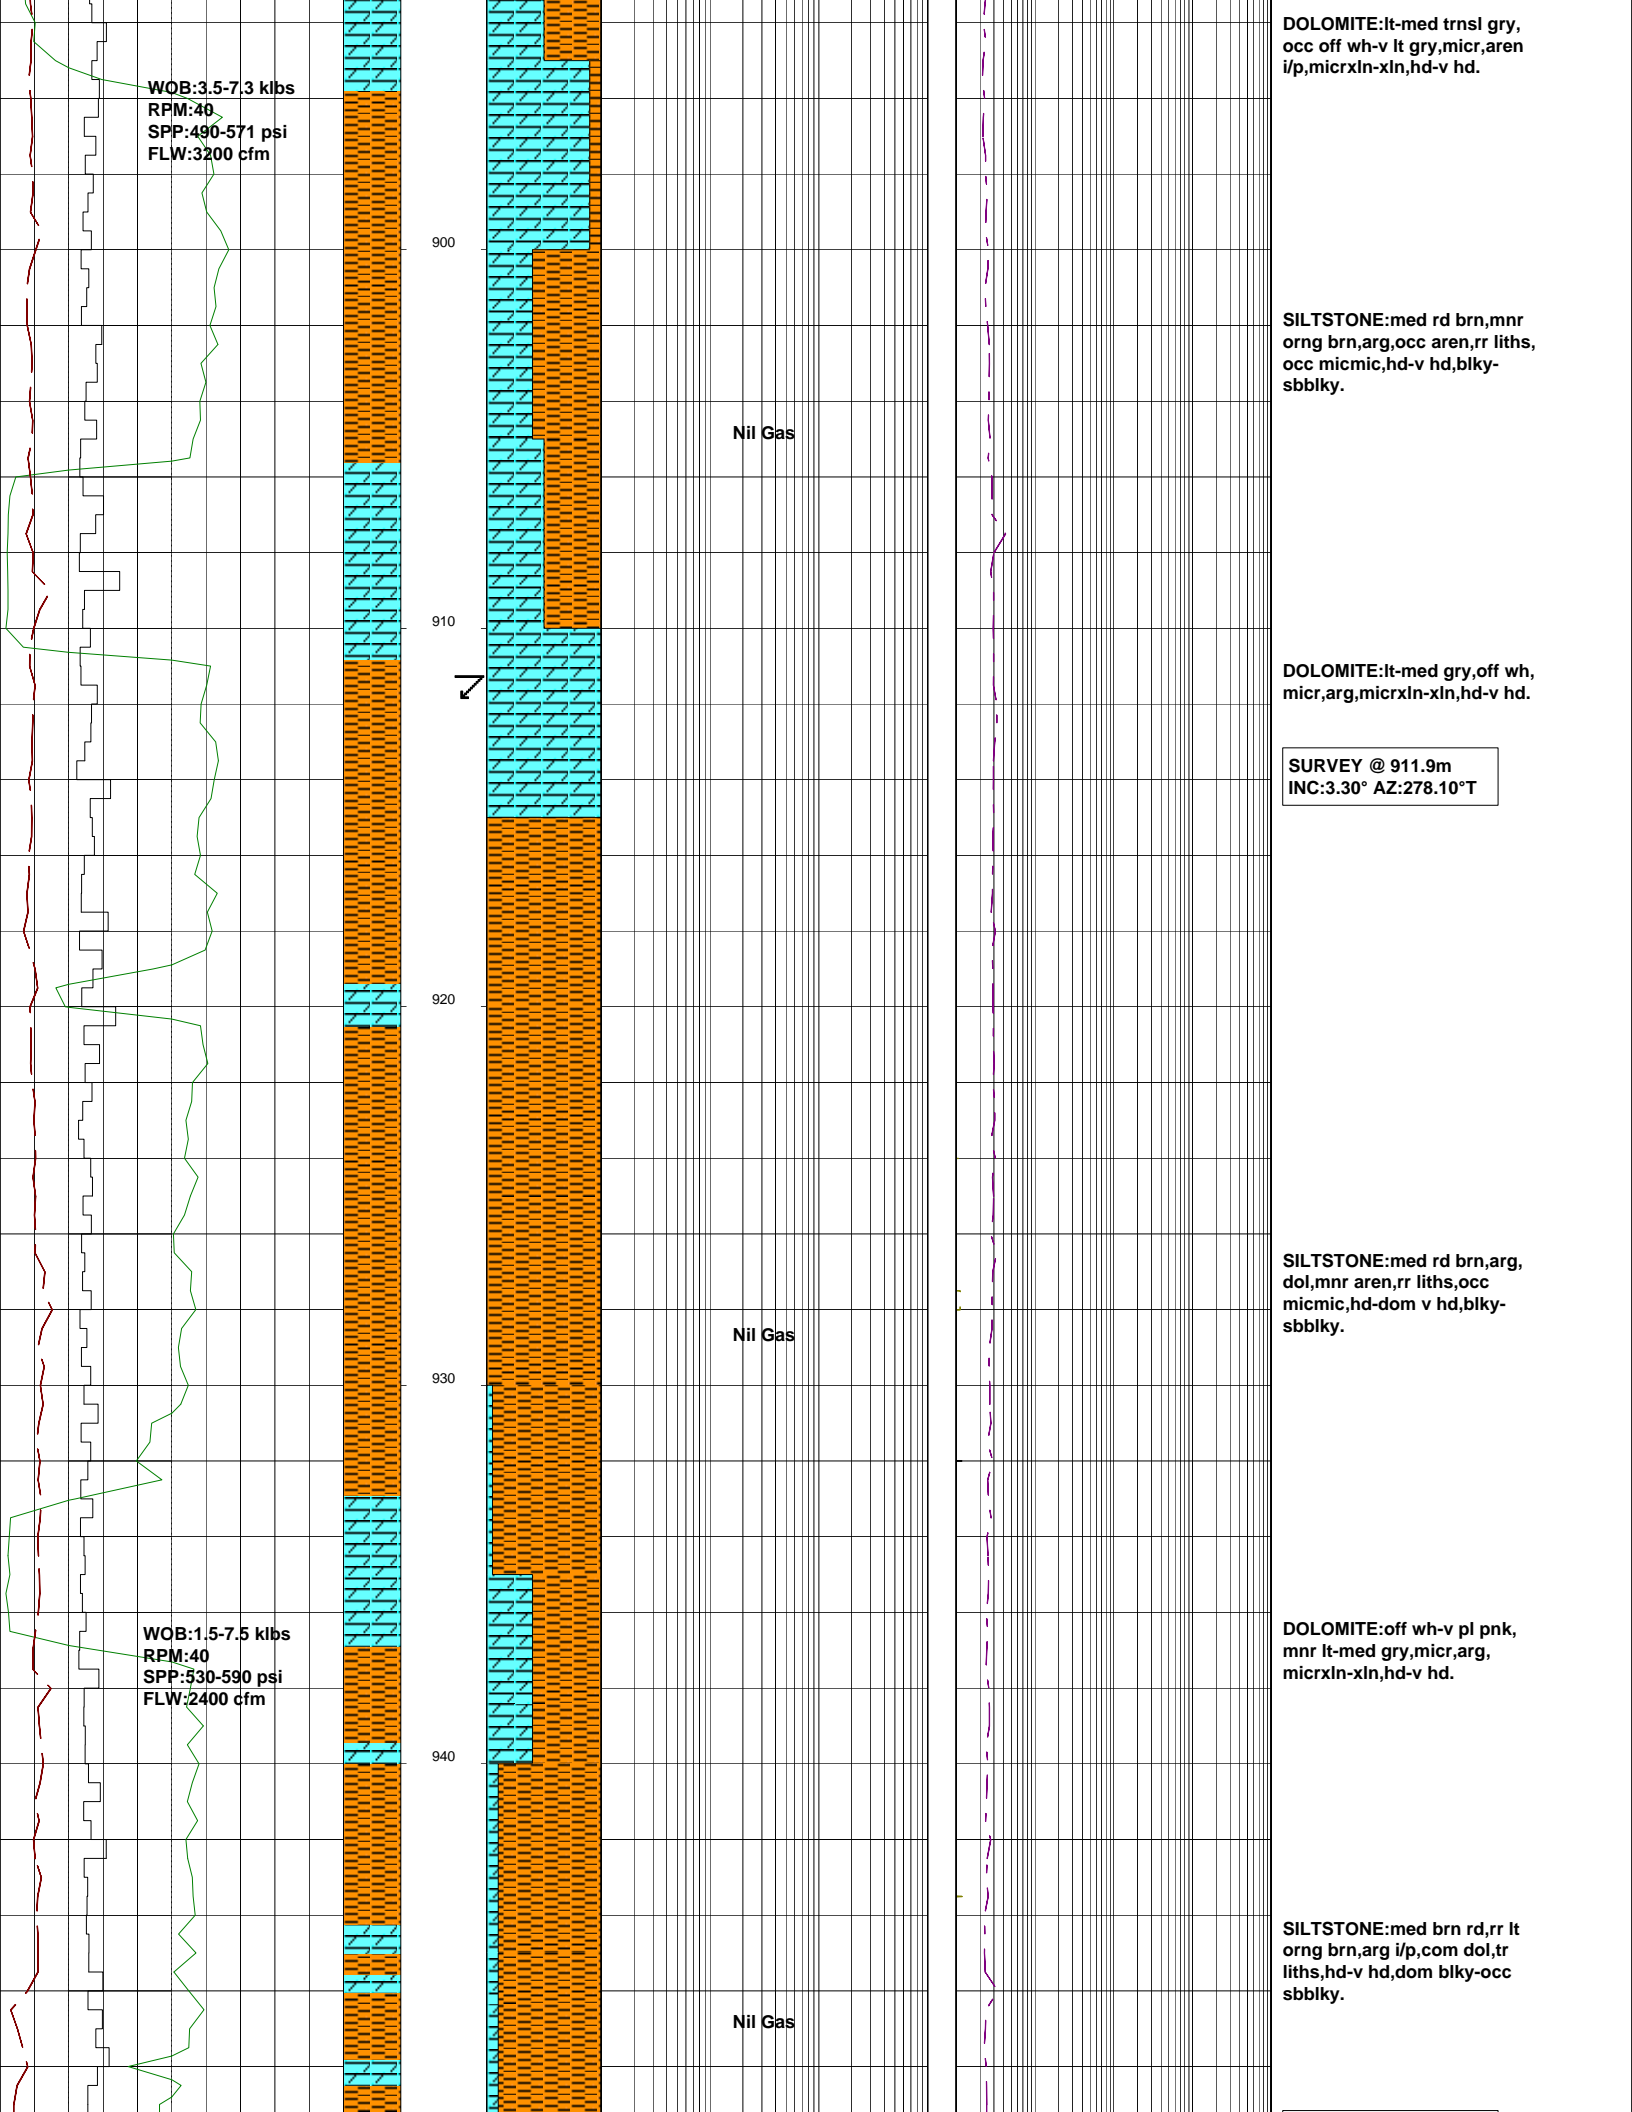 DOLOMITE:lt-med trnsl gry,
occ off wh-v lt gry,micr,aren
i/p,micrxln-xln,hd-v hd.
WOB:3.5-7.3 klbs
RPM:40
SPP:490-571 psi
FLW:3200 cfm
900
SILTSTONE:med rd brn,mnr
orng brn,arg,occ aren,rr liths,
occ micmic,hd-v hd,blky-
sbblky.
Nil Gas
910
DOLOMITE:lt-med gry,off wh,
micr,arg,micrxln-xln,hd-v hd.
SURVEY @ 911.9m
INC:3.30° AZ:278.10°T
920
SILTSTONE:med rd brn,arg,
dol,mnr aren,rr liths,occ
micmic,hd-dom v hd,blky-
sbblky.
Nil Gas
930
WOB:1.5-7.5 klbs
RPM:40
SPP:530-590 psi
FLW:2400 cfm
DOLOMITE:off wh-v pl pnk,
mnr lt-med gry,micr,arg,
micrxln-xln,hd-v hd.
940
SILTSTONE:med brn rd,rr lt
orng brn,arg i/p,com dol,tr
liths,hd-v hd,dom blky-occ
sbblky.
Nil Gas